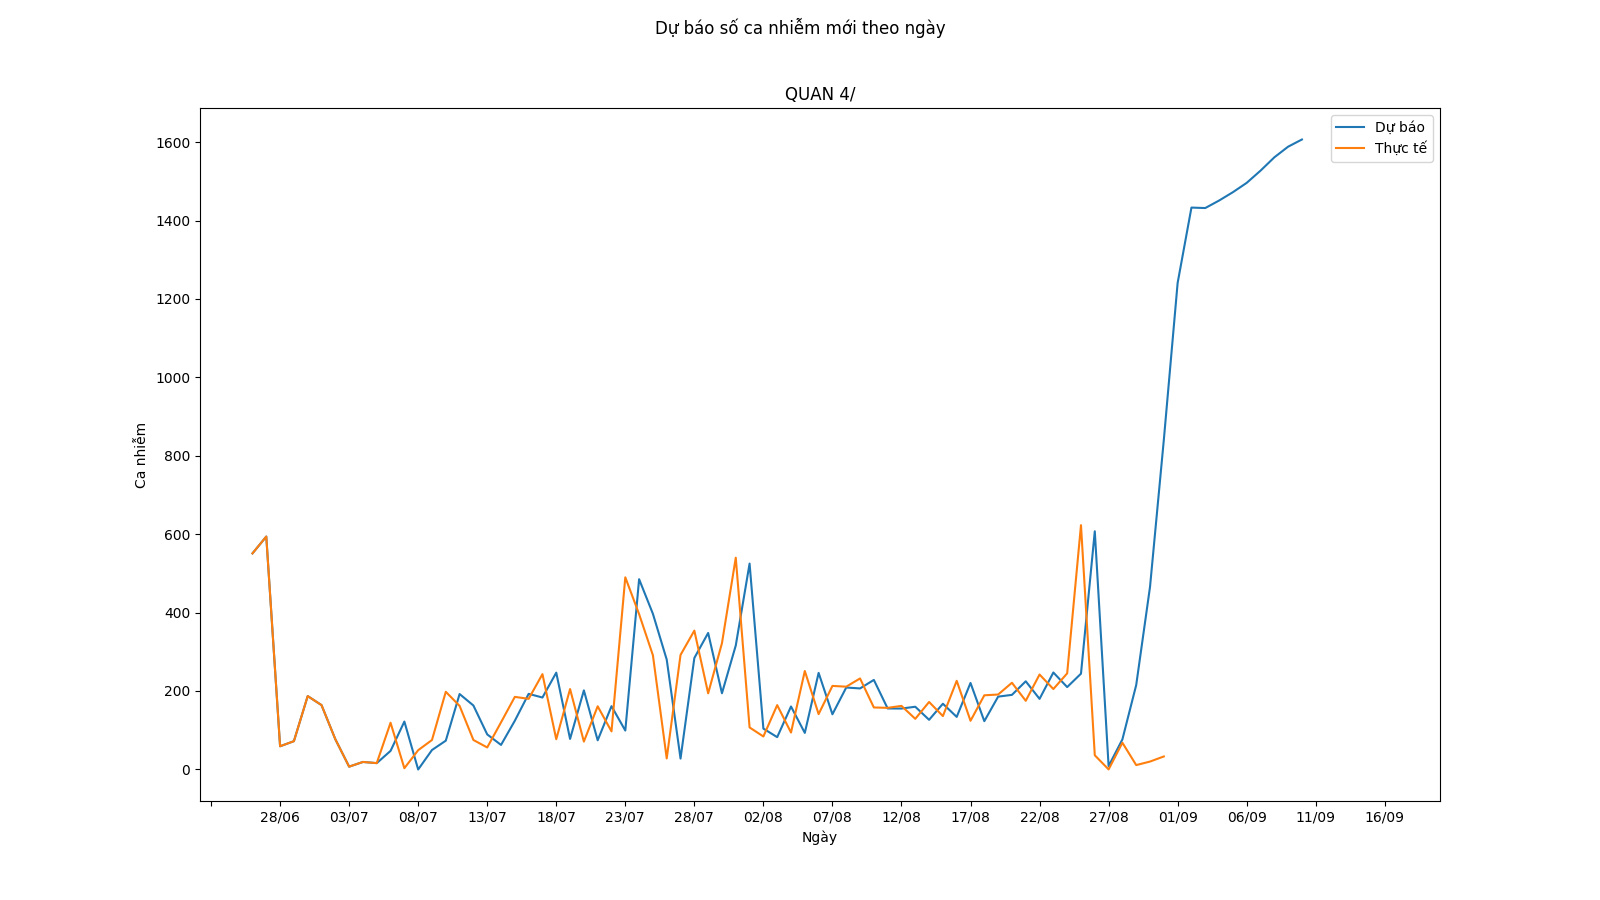 Dự báo số ca nhiễm mới theo ngày
QUAN 4/
Dự báo
Thực tế
1600
1400
1200
1000
800
600
400
200
0
Ca nhiễm
28/06 03/07 08/07 13/07 18/07 23/07 28/07 02/08 07/08 12/08 17/08 22/08 27/08 01/09 06/09 11/09 16/09
Ngày